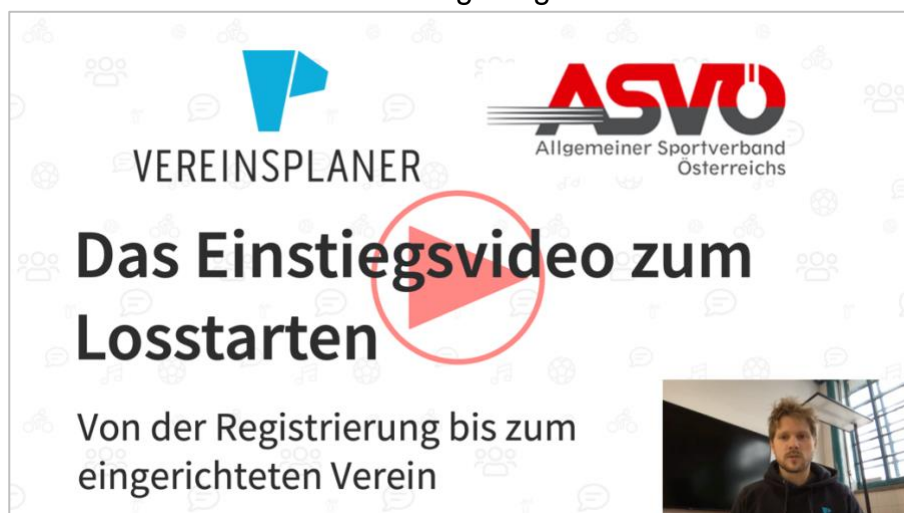 VEREINSPLANER
ASVÖ
Allgemeiner Sportverband
Österreichs
Das Einstiegsvideo zum
Losstarten
Von der Registrierung bis zum
eingerichteten Verein